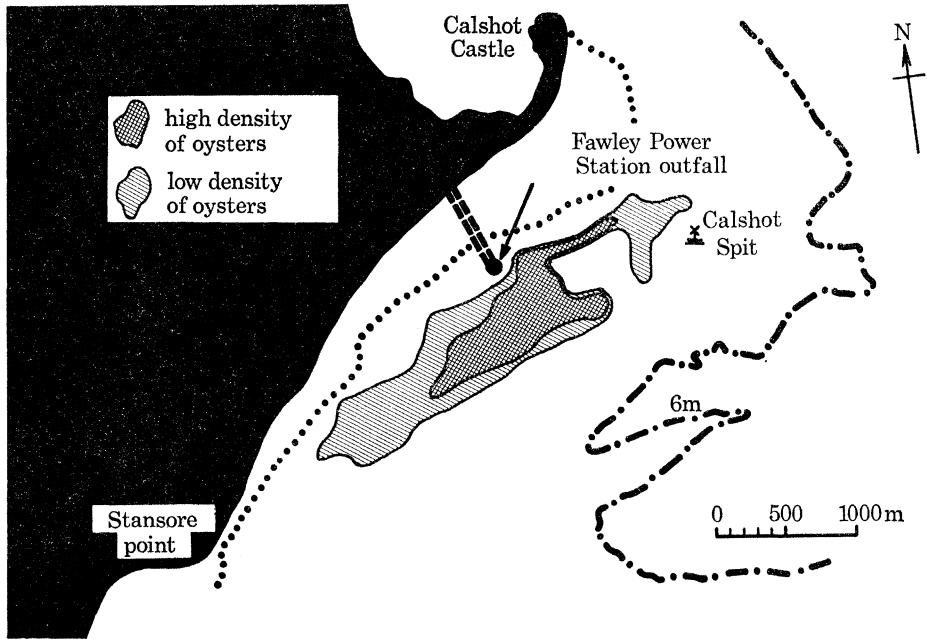 Calshot
Castle
N
high density
of oysters
low density
of oysters
Fawley Power
Station outfall
Calshot
Spit
6m
0 500 1000m
Stansore
point